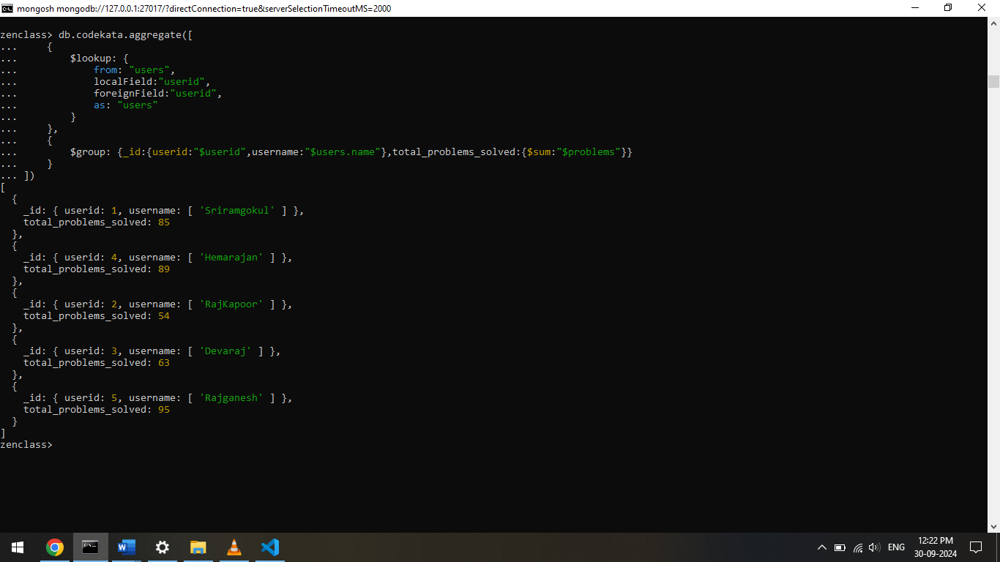 mongosh mongodb://127.0.0.1:27017/?directConnection=true&serverSelectionTimeoutMS=2000
zenclass> db.codekata.aggregate([
...     {
...         $lookup: {
...             from: "users",
...             localField:"userid",
...             foreignField:"userid",
...             as: "users"
...         }
...     },
...     {
...         $group: {_id:{userid:"$userid",username:"$users.name"},total_problems_solved:{$sum:"$problems"}}
...     }
... ])
[
  {
    _id: { userid: 1, username: [ 'Sriramgokul' ] },
    total_problems_solved: 85
  },
  {
    _id: { userid: 4, username: [ 'Hemarajan' ] },
    total_problems_solved: 89
  },
  {
    _id: { userid: 2, username: [ 'RajKapoor' ] },
    total_problems_solved: 54
  },
  {
    _id: { userid: 3, username: [ 'Devaraj' ] },
    total_problems_solved: 63
  },
  {
    _id: { userid: 5, username: [ 'Rajganesh' ] },
    total_problems_solved: 95
  }
]
zenclass>
ENG
12:22 PM
30-09-2024